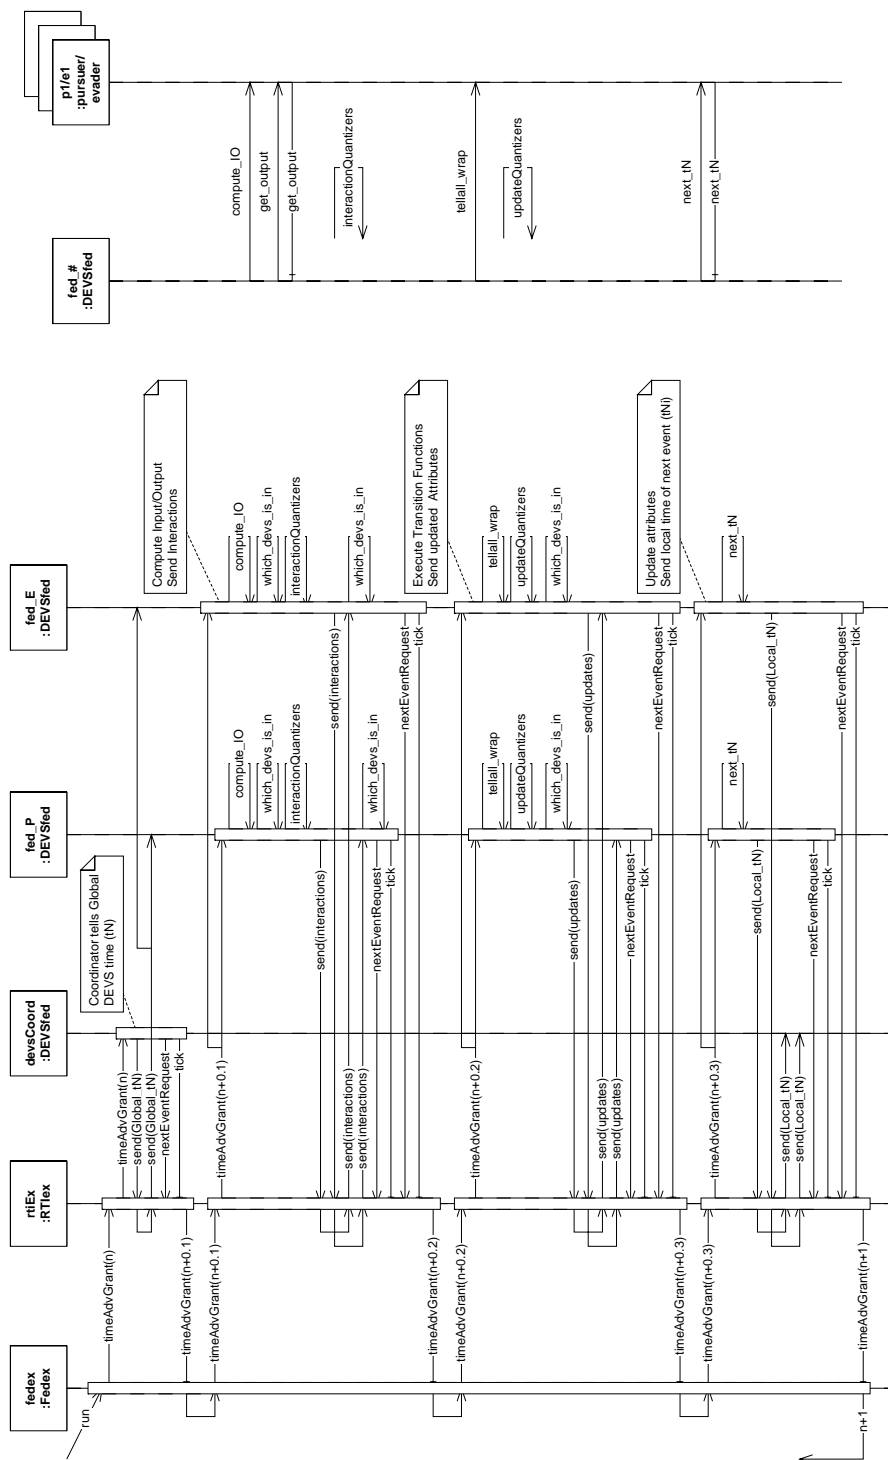 fedex
:Fedex
rtiEx
:RTIex
devsCoord
:DEVSfed
fed_P
:DEVSfed
fed_E
:DEVSfed
fed_#
:DEVSfed
p1/e1
:pursuer/
evader
run
timeAdvGrant(n)
timeAdvGrant(n)
send(Global_tN)
send(Global_tN)
nextEventRequest
tick
Coordinator tells Global
DEVS time (tN)
timeAdvGrant(n+0.1)
timeAdvGrant(n+0.1)
timeAdvGrant(n+0.1)
Compute Input/Output
Send Interactions
compute_IO
which_devs_is_in
interactionQuantizers
compute_IO
which_devs_is_in
interactionQuantizers
send(interactions)
send(interactions)
send(interactions)
send(interactions)
which_devs_is_in
which_devs_is_in
nextEventRequest
tick
nextEventRequest
tick
timeAdvGrant(n+0.2)
timeAdvGrant(n+0.2)
timeAdvGrant(n+0.2)
Execute Transition Functions
Send updated Attributes
tellall_wrap
updateQuantizers
which_devs_is_in
tellall_wrap
updateQuantizers
which_devs_is_in
send(updates)
send(updates)
send(updates)
send(updates)
nextEventRequest
tick
nextEventRequest
tick
timeAdvGrant(n+0.3)
timeAdvGrant(n+0.3)
timeAdvGrant(n+0.3)
Update attributes
Send local time of next event (tNi)
next_tN
next_tN
send(Local_tN)
send(Local_tN)
send(Local_tN)
send(Local_tN)
nextEventRequest
tick
nextEventRequest
tick
timeAdvGrant(n+1)
n+1
compute_IO
get_output
get_output
interactionQuantizers
tellall_wrap
updateQuantizers
next_tN
next_tN